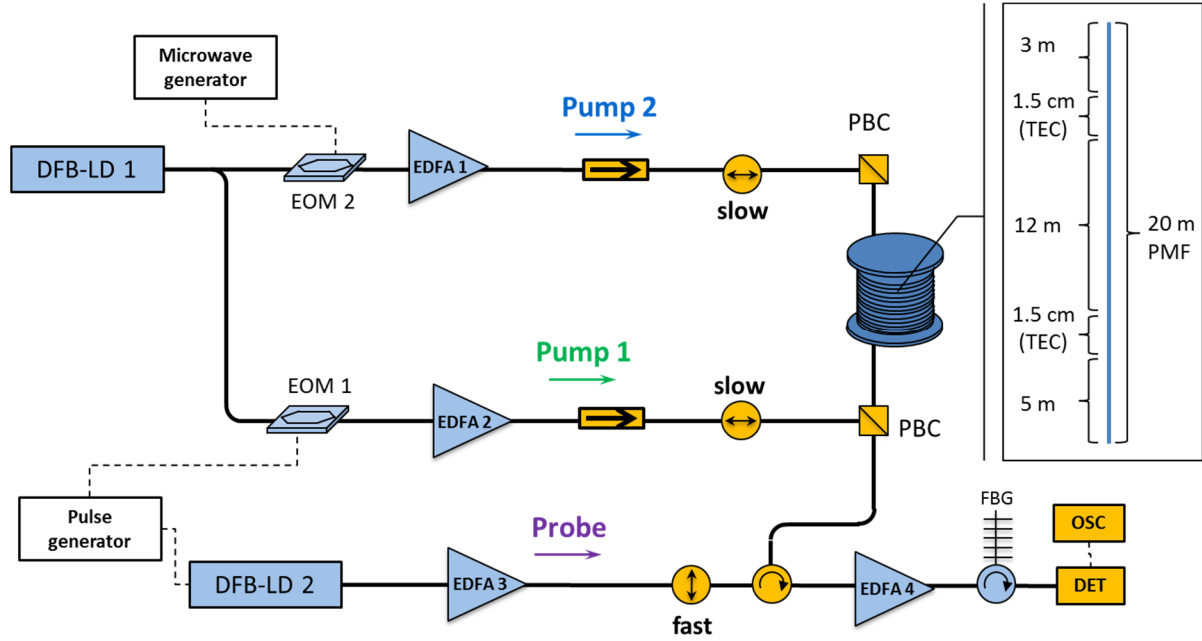 Microwave
generator
DFB-LD 1
EOM 2
EDFA 1
Pump 2
slow
PBC
3 m
1.5 cm
(TEC)
12 m
20 m
PMF
1.5 cm
(TEC)
5 m
EOM 1
EDFA 2
Pump 1
slow
PBC
Pulse
generator
DFB-LD 2
EDFA 3
Probe
fast
EDFA 4
FBG
OSC
DET